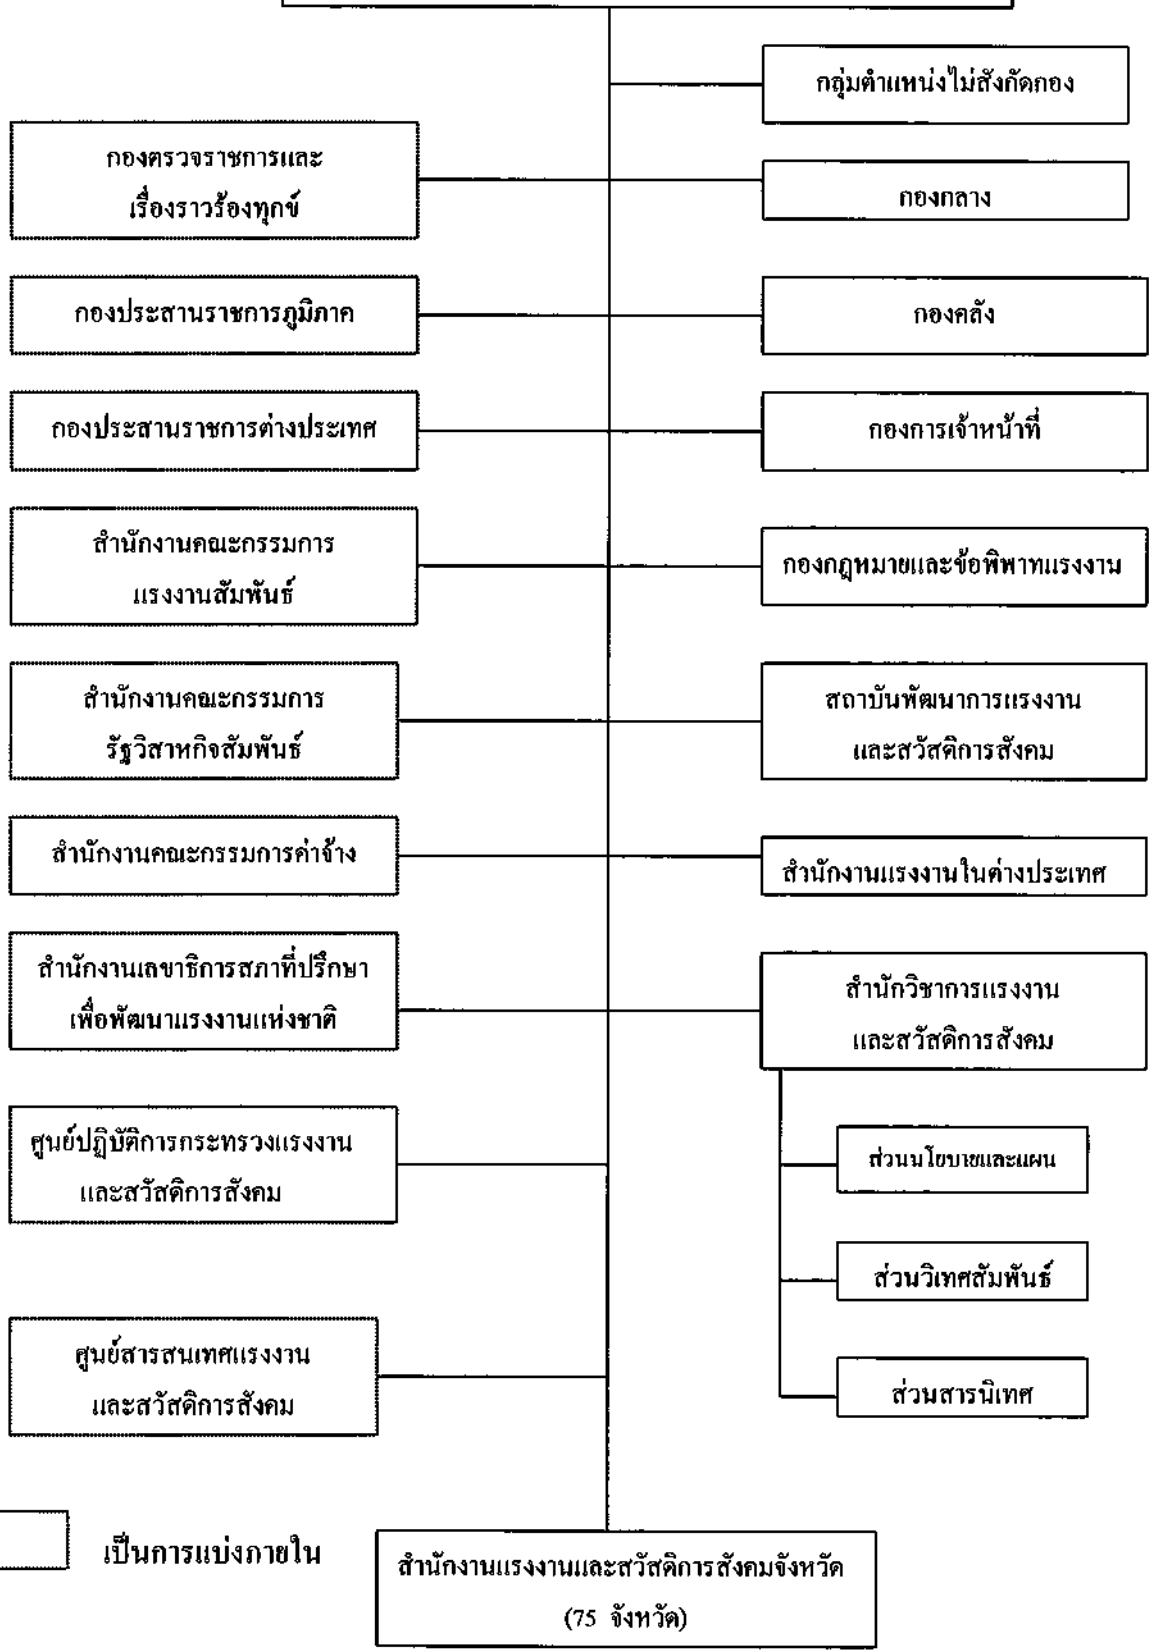 กลุ่มตำแหน่งไม่สังกัดกอง
กองตรวจราชการและ
เรื่องราวร้องทุกข์
กองกลาง
กองประสานราชการภูมิภาค
กองคลัง
กองประสานราชการต่างประเทศ
กองการเจ้าหน้าที่
สำนักงานคณะกรรมการ
แรงงานสัมพันธ์
กองกฎหมายและข้อพิพาทแรงงาน
สำนักงานคณะกรรมการ
รัฐวิสาหกิจสัมพันธ์
สถาบันพัฒนาการแรงงาน
และสวัสดิการสังคม
สำนักงานคณะกรรมการค่าจ้าง
สำนักงานแรงงานในต่างประเทศ
สำนักงานเลขาธิการสภาที่ปรึกษา
เพื่อพัฒนาแรงงานแห่งชาติ
สำนักวิชาการแรงงาน
และสวัสดิการสังคม
ศูนย์ปฏิบัติการกระทรวงแรงงาน
และสวัสดิการสังคม
ส่วนนโยบายและแผน
ส่วนวิเทศสัมพันธ์
ศูนย์สารสนเทศแรงงาน
และสวัสดิการสังคม
ส่วนสารนิเทศ
เป็นการแบ่งภายใน
สำนักงานแรงงานและสวัสดิการสังคมจังหวัด
(75 จังหวัด)